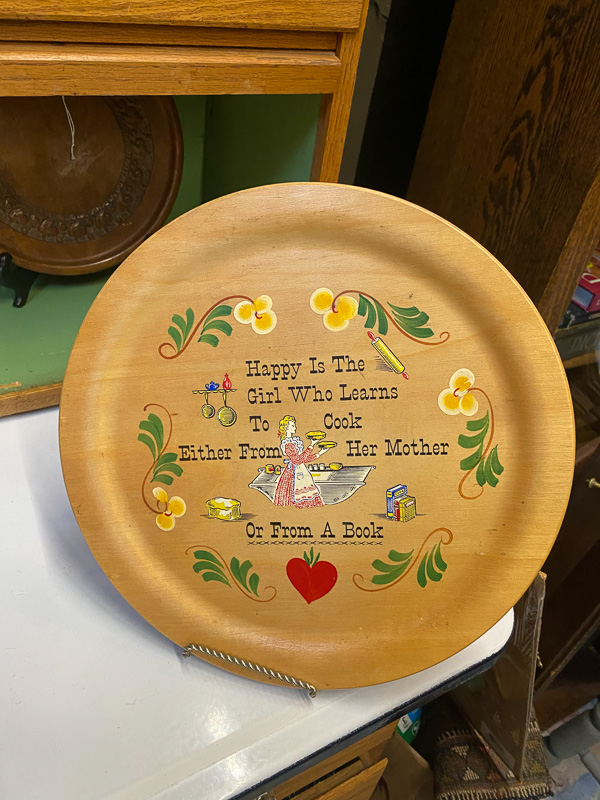 Happy Is The
Girl Who Learns
To Cook
Either From Her Mother
Or From A Book